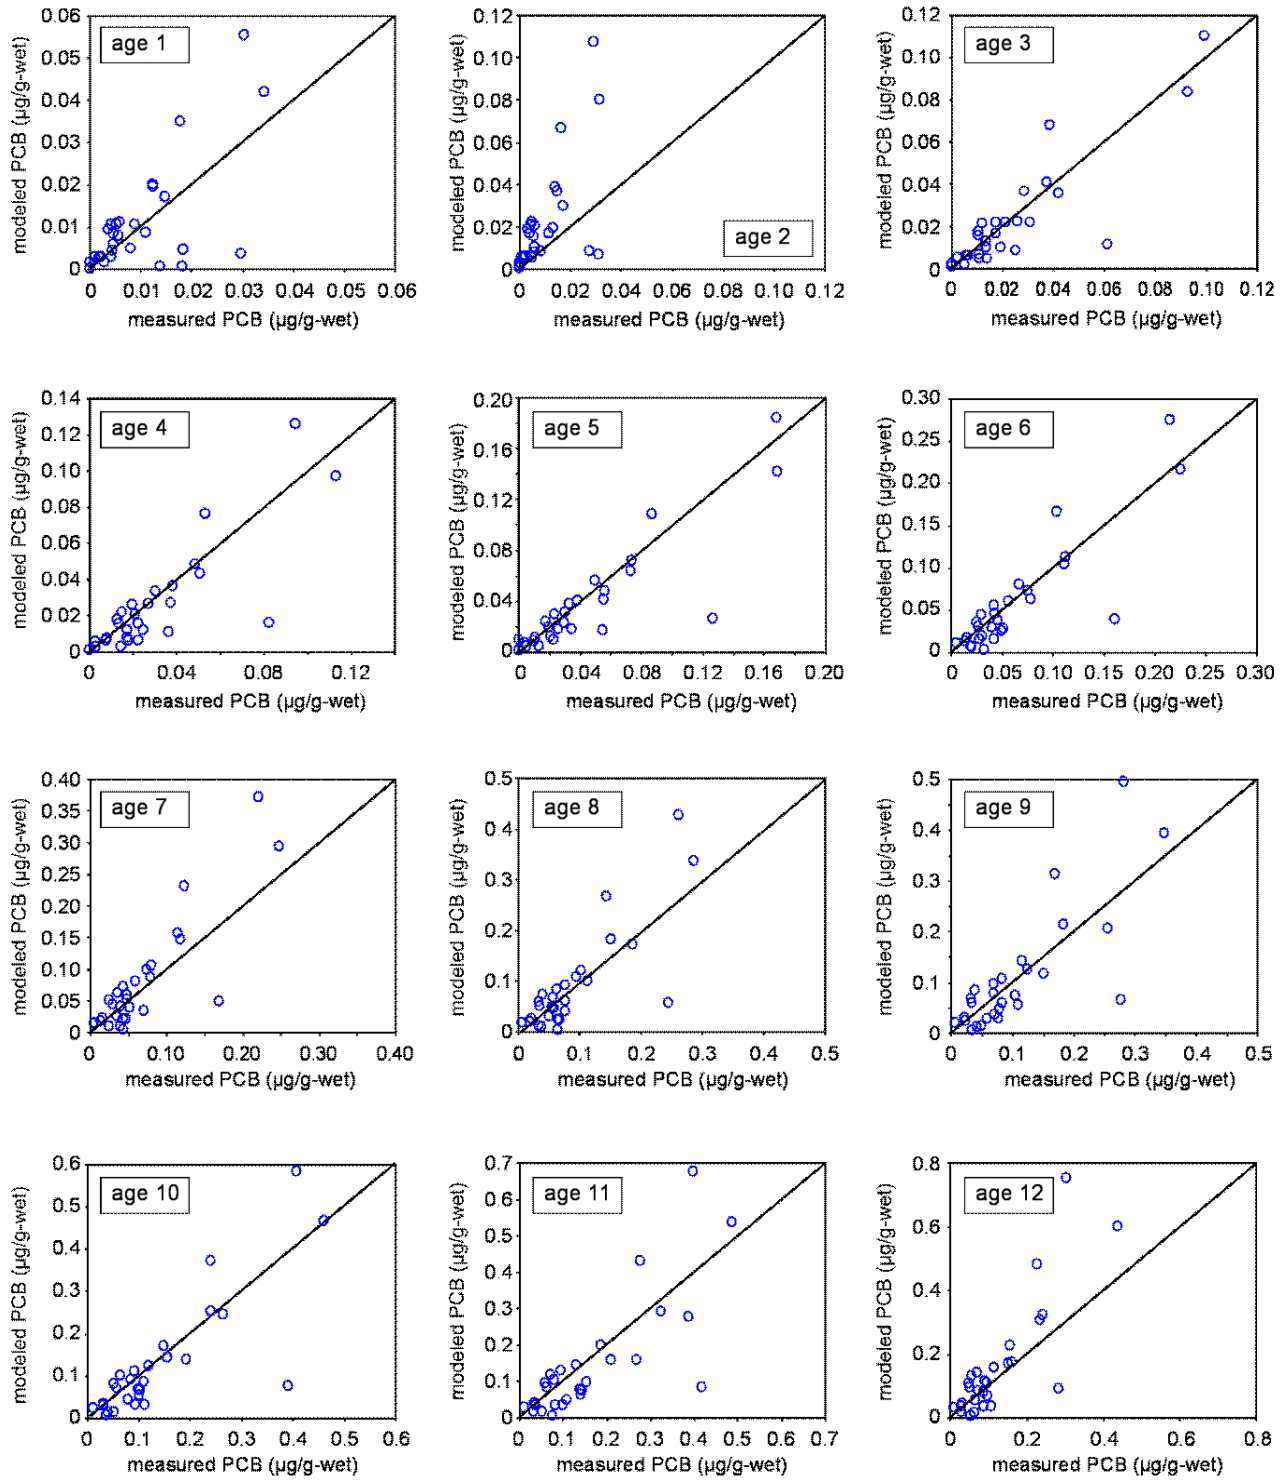 modeled PCB (µg/g-wet)
0.06
0.05
0.04
0.03
0.02
0.01
0
age 1
0 0.01 0.02 0.03 0.04 0.05 0.06
measured PCB (µg/g-wet)
modeled PCB (µg/g-wet)
0.12
0.10
0.08
0.06
0.04
0.02
0
age 2
0 0.02 0.04 0.06 0.08 0.10 0.12
measured PCB (µg/g-wet)
modeled PCB (µg/g-wet)
0.12
0.10
0.08
0.06
0.04
0.02
0
age 3
0 0.02 0.04 0.06 0.08 0.10 0.12
measured PCB (µg/g-wet)
modeled PCB (µg/g-wet)
0.14
0.12
0.10
0.08
0.06
0.04
0.02
0
age 4
0 0.04 0.08 0.12
measured PCB (µg/g-wet)
modeled PCB (µg/g-wet)
0.20
0.16
0.12
0.08
0.04
0
age 5
0 0.04 0.08 0.12 0.16 0.20
measured PCB (µg/g-wet)
modeled PCB (µg/g-wet)
0.30
0.25
0.20
0.15
0.10
0.05
0
age 6
0 0.05 0.10 0.15 0.20 0.25 0.30
measured PCB (µg/g-wet)
modeled PCB (µg/g-wet)
0.40
0.35
0.30
0.25
0.20
0.15
0.10
0.05
0
age 7
0 0.10 0.20 0.30 0.40
measured PCB (µg/g-wet)
modeled PCB (µg/g-wet)
0.5
0.4
0.3
0.2
0.1
0
age 8
0 0.1 0.2 0.3 0.4 0.5
measured PCB (µg/g-wet)
modeled PCB (µg/g-wet)
0.5
0.4
0.3
0.2
0.1
0
age 9
0 0.1 0.2 0.3 0.4 0.5
measured PCB (µg/g-wet)
modeled PCB (µg/g-wet)
0.6
0.5
0.4
0.3
0.2
0.1
0
age 10
0 0.1 0.2 0.3 0.4 0.5 0.6
measured PCB (µg/g-wet)
modeled PCB (µg/g-wet)
0.7
0.6
0.5
0.4
0.3
0.2
0.1
0
age 11
0 0.1 0.2 0.3 0.4 0.5 0.6 0.7
measured PCB (µg/g-wet)
modeled PCB (µg/g-wet)
0.8
0.6
0.4
0.2
0
age 12
0 0.2 0.4 0.6 0.8
measured PCB (µg/g-wet)